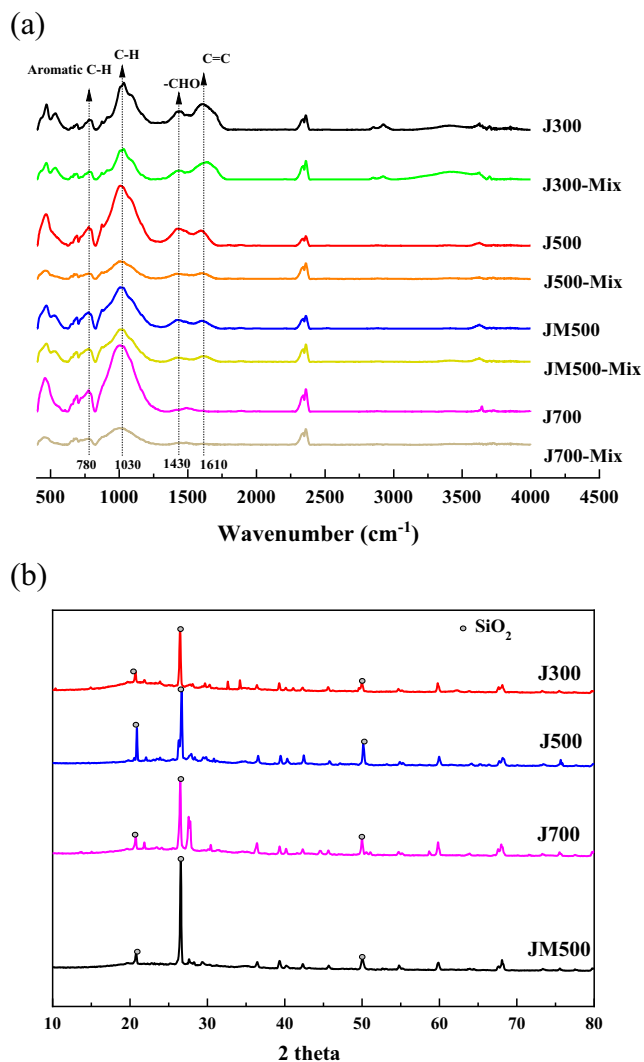 (a)
C-H
C=C
Aromatic C-H
-CHO
J300
J300-Mix
J500
J500-Mix
JM500
JM500-Mix
J700
J700-Mix
780 1030 1430 1610
500 1000 1500 2000 2500 3000 3500 4000 4500
Wavenumber (cm⁻¹)
(b)
SiO₂
J300
J500
J700
JM500
10 20 30 40 50 60 70 80
2 theta